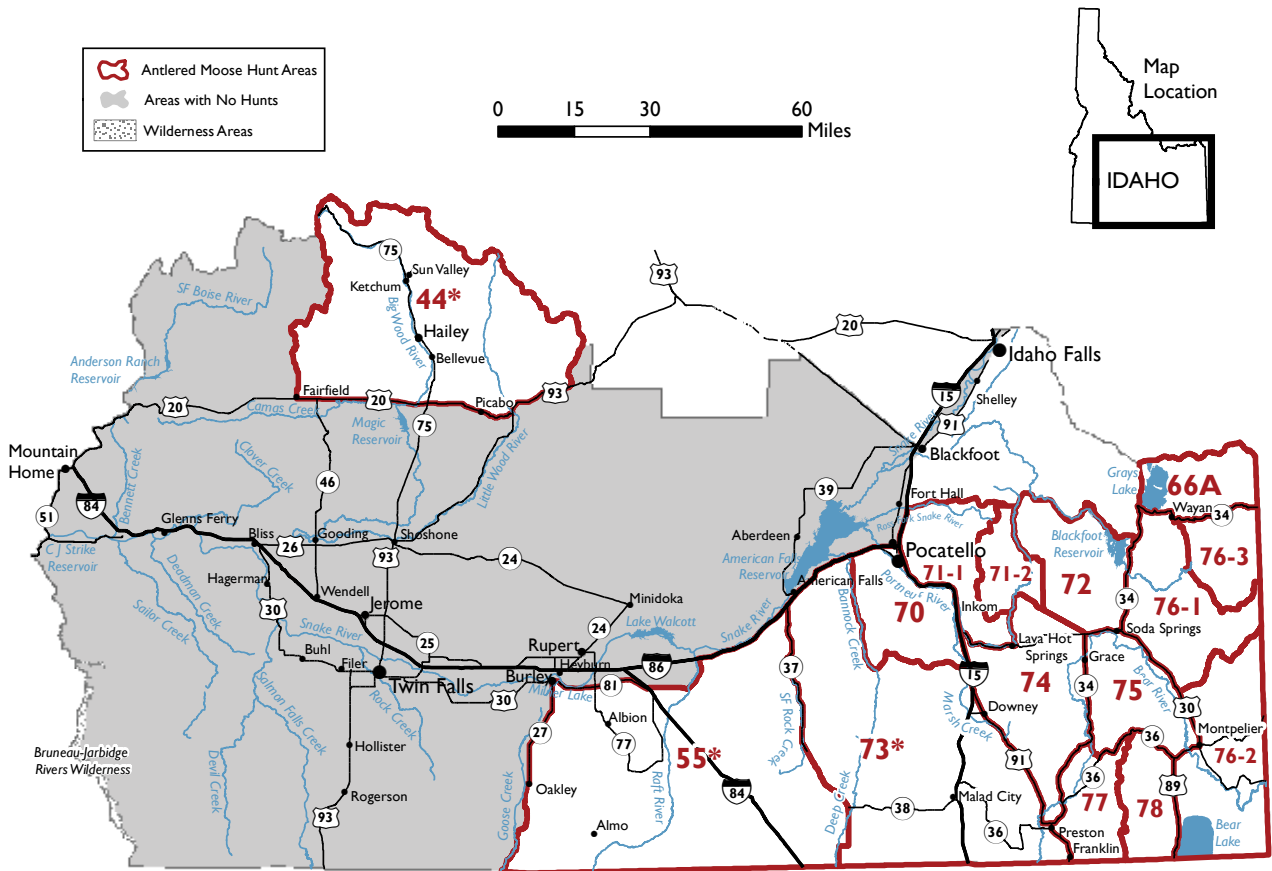 Antlered Moose Hunt Areas
Areas with No Hunts
Wilderness Areas
0 15 30 60
Miles
Map
Location
IDAHO
93
75
Sun Valley
Ketchum
44*
SF Boise River
Big Wood River
Hailey
20
Idaho Falls
Bellevue
Anderson Ranch
Reservoir
Fairfield
20
20
Camas Creek
Picabo
93
15
Shelley
Magic
Reservoir
75
91
Snake River
Mountain
Home
Clover Creek
Little Wood River
Blackfoot
Grays
Lake
66A
Bennett Creek
46
39
Wayan
34
84
Fort Hall
51
Glenns Ferry
Bliss
26
Gooding
Shoshone
Aberdeen
Ross Fork Snake River
Blackfoot
Reservoir
C J Strike
Reservoir
93
24
American Falls
Reservoir
Pocatello
76-3
Deadman Creek
Hagerman
71-1
71-2
72
Sailor Creek
Wendell
American Falls
Portneuf River
76-1
30
Jerome
Minidoka
70
Inkom
34
Snake River
25
24
Lake Walcott
Snake River
Bannock Creek
Soda Springs
Buhl
Filer
Rupert
Heyburn
86
Lava Hot
Springs
Grace
Twin Falls
Burley
81
37
15
74
34
75
Bear River
Salmon Falls Creek
Rock Creek
30
Milner Lake
SF Rock Creek
Marsh Creek
Downey
30
Albion
77
27
Montpelier
Bruneau-Jarbidge
Rivers Wilderness
Hollister
55*
73*
91
36
76-2
Devil Creek
Goose Creek
Oakley
Raft River
84
36
77
78
89
Rogerson
Deep Creek
38
Malad City
93
Almo
36
Preston
Franklin
Bear
Lake